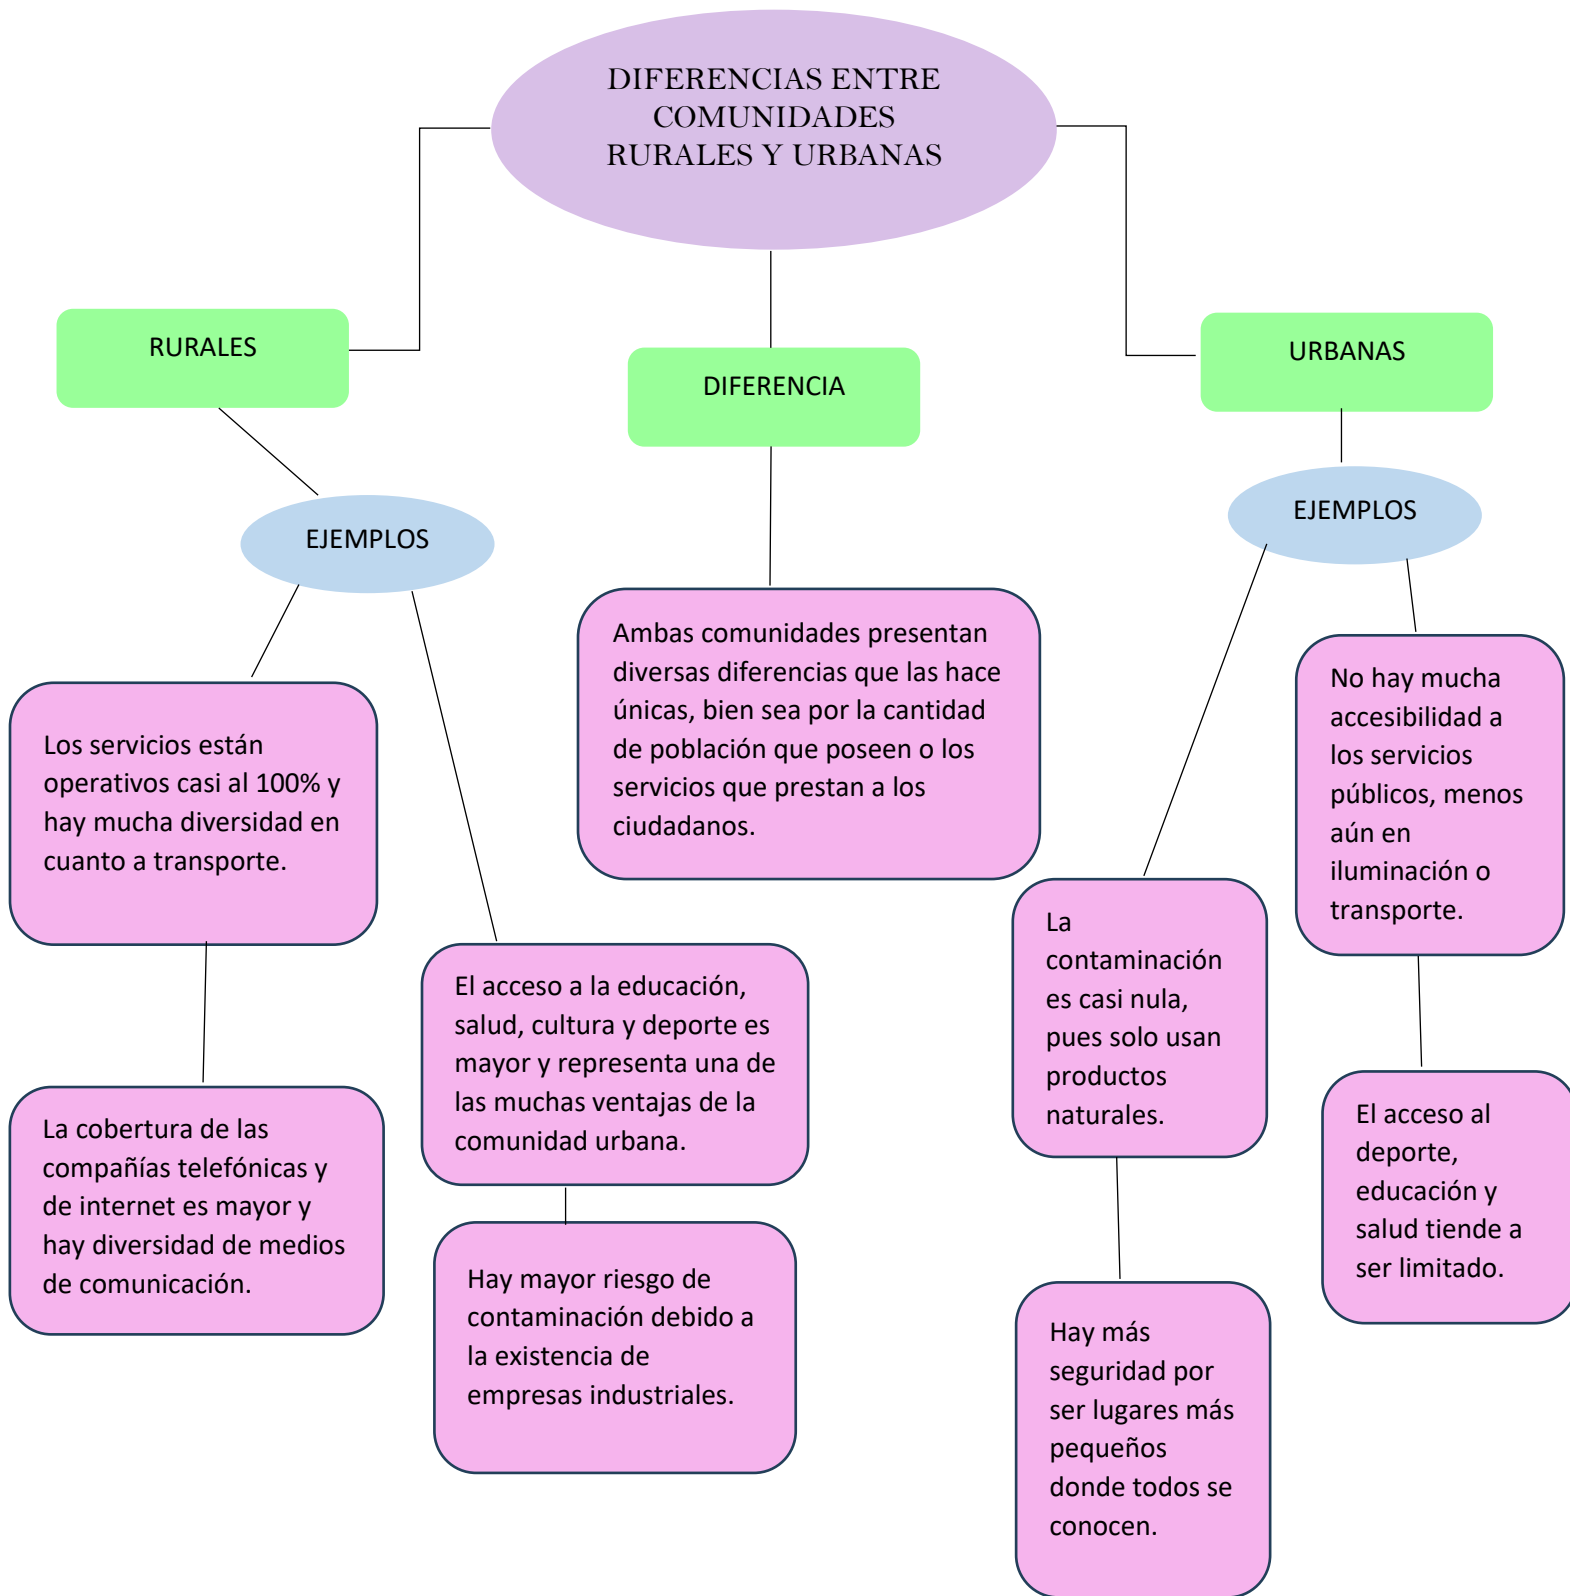 DIFERENCIAS ENTRE
COMUNIDADES
RURALES Y URBANAS
RURALES
DIFERENCIA
URBANAS
EJEMPLOS
EJEMPLOS
Los servicios están
operativos casi al 100% y
hay mucha diversidad en
cuanto a transporte.
La cobertura de las
compañías telefónicas y
de internet es mayor y
hay diversidad de medios
de comunicación.
El acceso a la educación,
salud, cultura y deporte es
mayor y representa una de
las muchas ventajas de la
comunidad urbana.
Hay mayor riesgo de
contaminación debido a
la existencia de
empresas industriales.
Ambas comunidades presentan
diversas diferencias que las hace
únicas, bien sea por la cantidad
de población que poseen o los
servicios que prestan a los
ciudadanos.
La
contaminación
es casi nula,
pues solo usan
productos
naturales.
Hay más
seguridad por
ser lugares más
pequeños
donde todos se
conocen.
No hay mucha
accesibilidad a
los servicios
públicos, menos
aún en
iluminación o
transporte.
El acceso al
deporte,
educación y
salud tiende a
ser limitado.